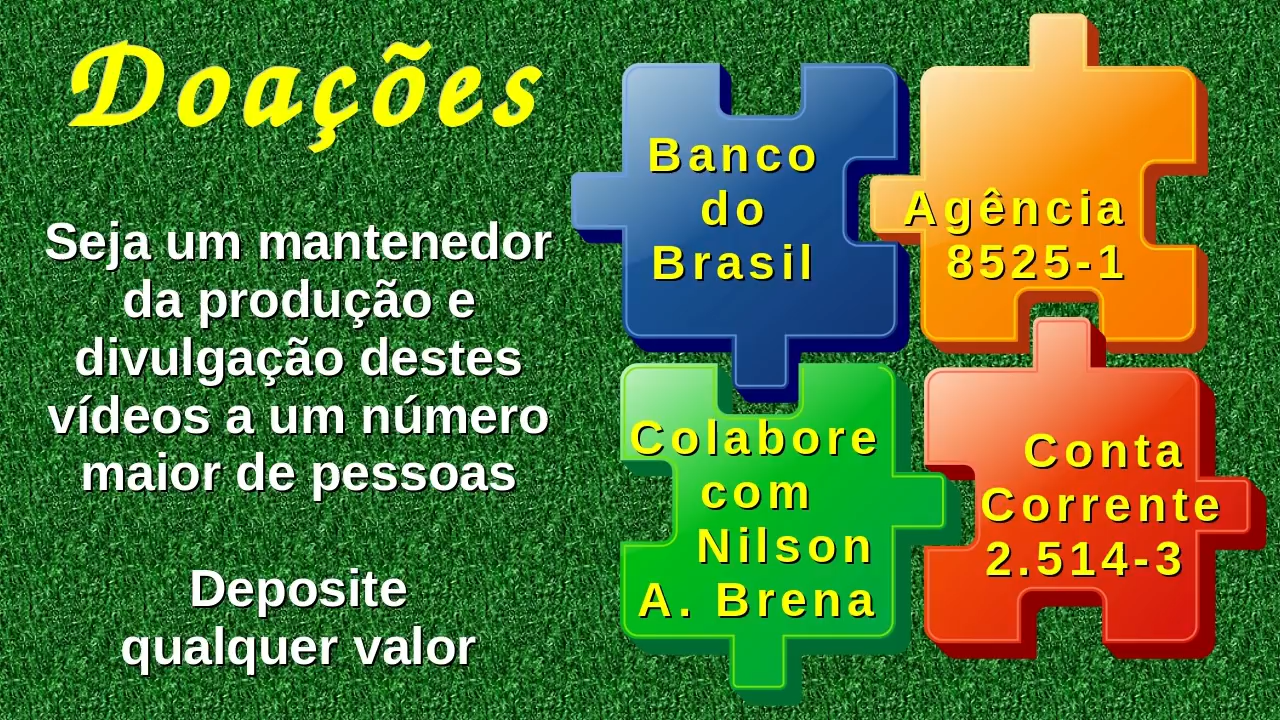 Doações
Seja um mantenedor
da produção e
divulgação destes
vídeos a um número
maior de pessoas
Deposite
qualquer valor
Banco
do
Brasil
Agência
8525-1
Colabore
com
Nilson
A. Brena
Conta
Corrente
2.514-3